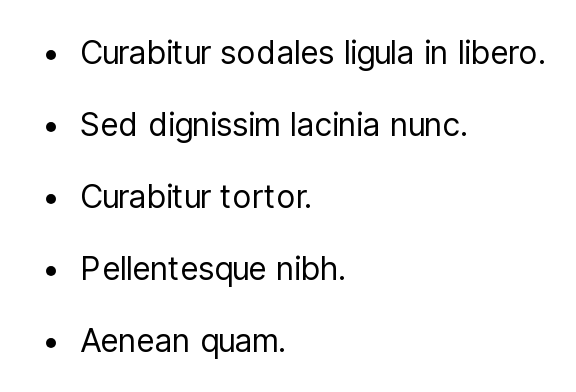 • Curabitur sodales ligula in libero.
• Sed dignissim lacinia nunc.
• Curabitur tortor.
• Pellentesque nibh.
• Aenean quam.